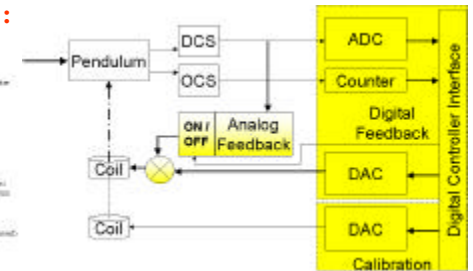 :
Pendulum
DCS
OCS
ADC
Counter
ON /
OFF
Analog
Feedback
Digital
Feedback
Coil
DAC
Coil
DAC
Calibration
Digital Controller Interface